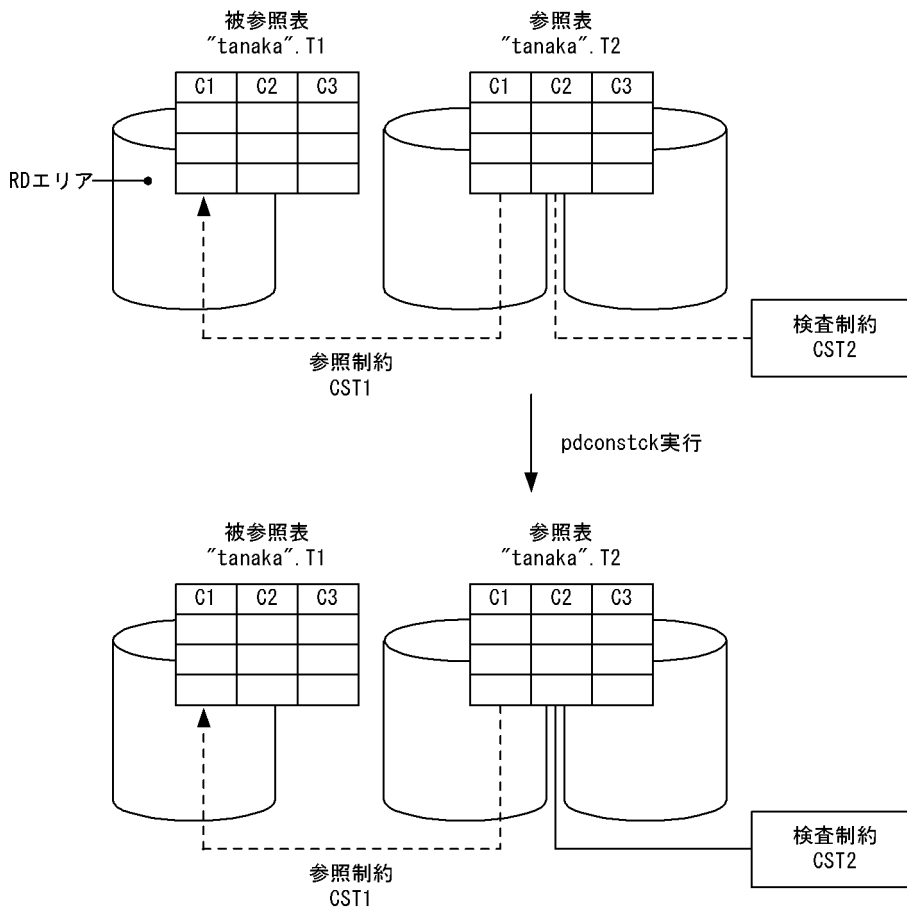 被参照表
"tanaka".T1
参照表
"tanaka".T2
C1 C2 C3
C1 C2 C3
RDエリア
参照制約
CST1
検査制約
CST2
pdconstck実行
被参照表
"tanaka".T1
参照表
"tanaka".T2
C1 C2 C3
C1 C2 C3
参照制約
CST1
検査制約
CST2